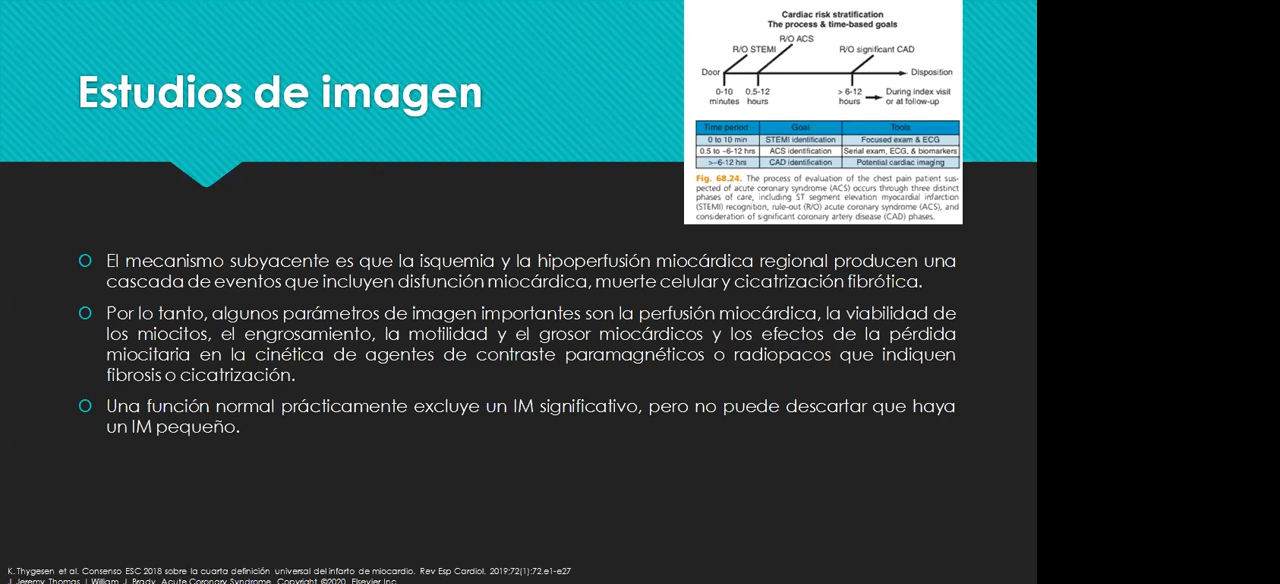 Estudios de imagen
Cardiac risk stratification
The process & time-based goals
R/O ACS
R/O STEMI
R/O significant CAD
Door
Disposition
0-10 minutes
0.5-12 hours
> 6-12 hours
During index visit or at follow-up
Time period Goal Tools
0 to 10 min STEMI identification Focused exam & ECG
0.5 to ~6-12 hrs ACS identification Serial exam, ECG, & biomarkers
>~6-12 hrs CAD identification Potential cardiac imaging
Fig. 68.24. The process of evaluation of the chest pain patient sus-
pected of acute coronary syndrome (ACS) occurs through three distinct
phases of care, including ST segment elevation myocardial infarction
(STEMI) recognition, rule-out (R/O) acute coronary syndrome (ACS), and
consideration of significant coronary artery disease (CAD) phases.
El mecanismo subyacente es que la isquemia y la hipoperfusión miocárdica regional producen una
cascada de eventos que incluyen disfunción miocárdica, muerte celular y cicatrización fibrótica.
Por lo tanto, algunos parámetros de imagen importantes son la perfusión miocárdica, la viabilidad de
los miocitos, el engrosamiento, la motilidad y el grosor miocárdicos y los efectos de la pérdida
miocitaria en la cinética de agentes de contraste paramagnéticos o radiopacos que indiquen
fibrosis o cicatrización.
Una función normal prácticamente excluye un IM significativo, pero no puede descartar que haya
un IM pequeño.
K. Thygesen et al. Consenso ESC 2018 sobre la cuarta definición universal del infarto de miocardio. Rev Esp Cardiol. 2019;72(1):72.e1-e27
J. Jeremy Thomas J William J. Brady. Acute Coronary Syndrome. Copyright ©2020. Elsevier Inc.